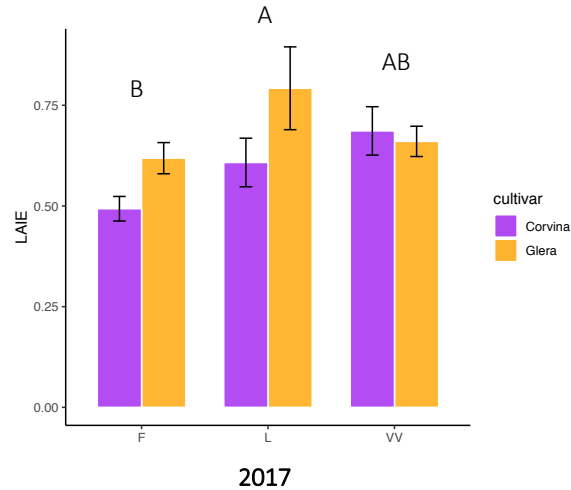 A
B
AB
0.75
0.50
0.25
0.00
LAIE
cultivar
Corvina
Glera
F
L
VV
2017